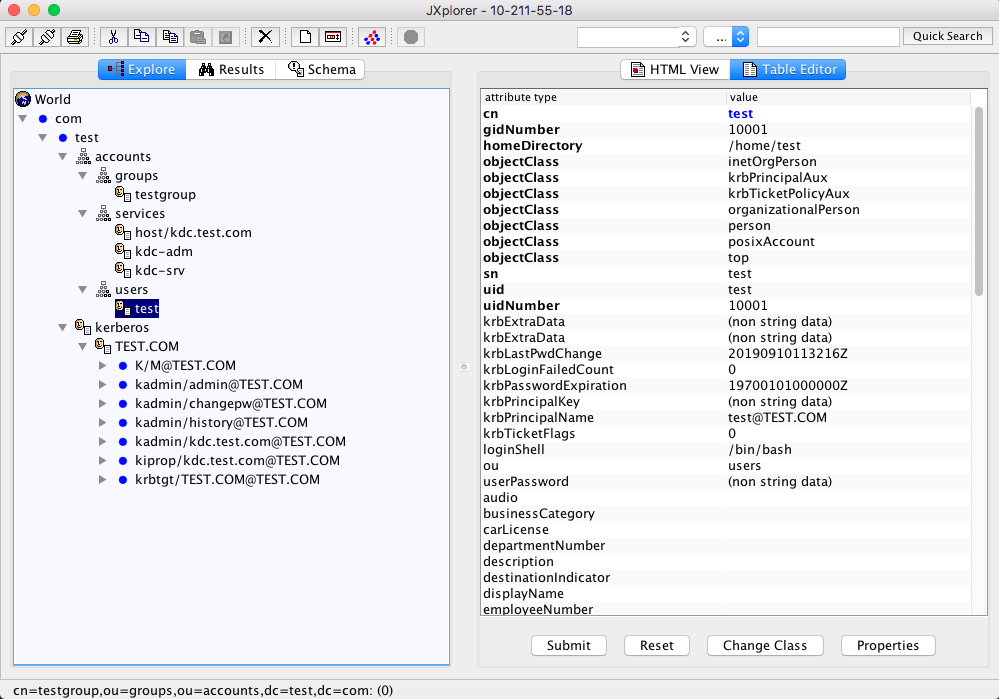 JXplorer - 10-211-55-18
... Quick Search
Explore Results Schema
World
com
test
accounts
groups
testgroup
services
host/kdc.test.com
kdc-adm
kdc-srv
users
test
kerberos
TEST.COM
K/M@TEST.COM
kadmin/admin@TEST.COM
kadmin/changepw@TEST.COM
kadmin/history@TEST.COM
kadmin/kdc.test.com@TEST.COM
kiprop/kdc.test.com@TEST.COM
krbtgt/TEST.COM@TEST.COM
HTML View Table Editor
attribute type value
cn test
gidNumber 10001
homeDirectory /home/test
objectClass inetOrgPerson
objectClass krbPrincipalAux
objectClass krbTicketPolicyAux
objectClass organizationalPerson
objectClass person
objectClass posixAccount
objectClass top
sn test
uid test
uidNumber 10001
krbExtraData (non string data)
krbExtraData (non string data)
krbLastPwdChange 20190910113216Z
krbLoginFailedCount 0
krbPasswordExpiration 19700101000000Z
krbPrincipalKey (non string data)
krbPrincipalName test@TEST.COM
krbTicketFlags 0
loginShell /bin/bash
ou users
userPassword (non string data)
audio
businessCategory
carLicense
departmentNumber
description
destinationIndicator
displayName
employeeNumber
Submit Reset Change Class Properties
cn=testgroup,ou=groups,ou=accounts,dc=test,dc=com: (0)